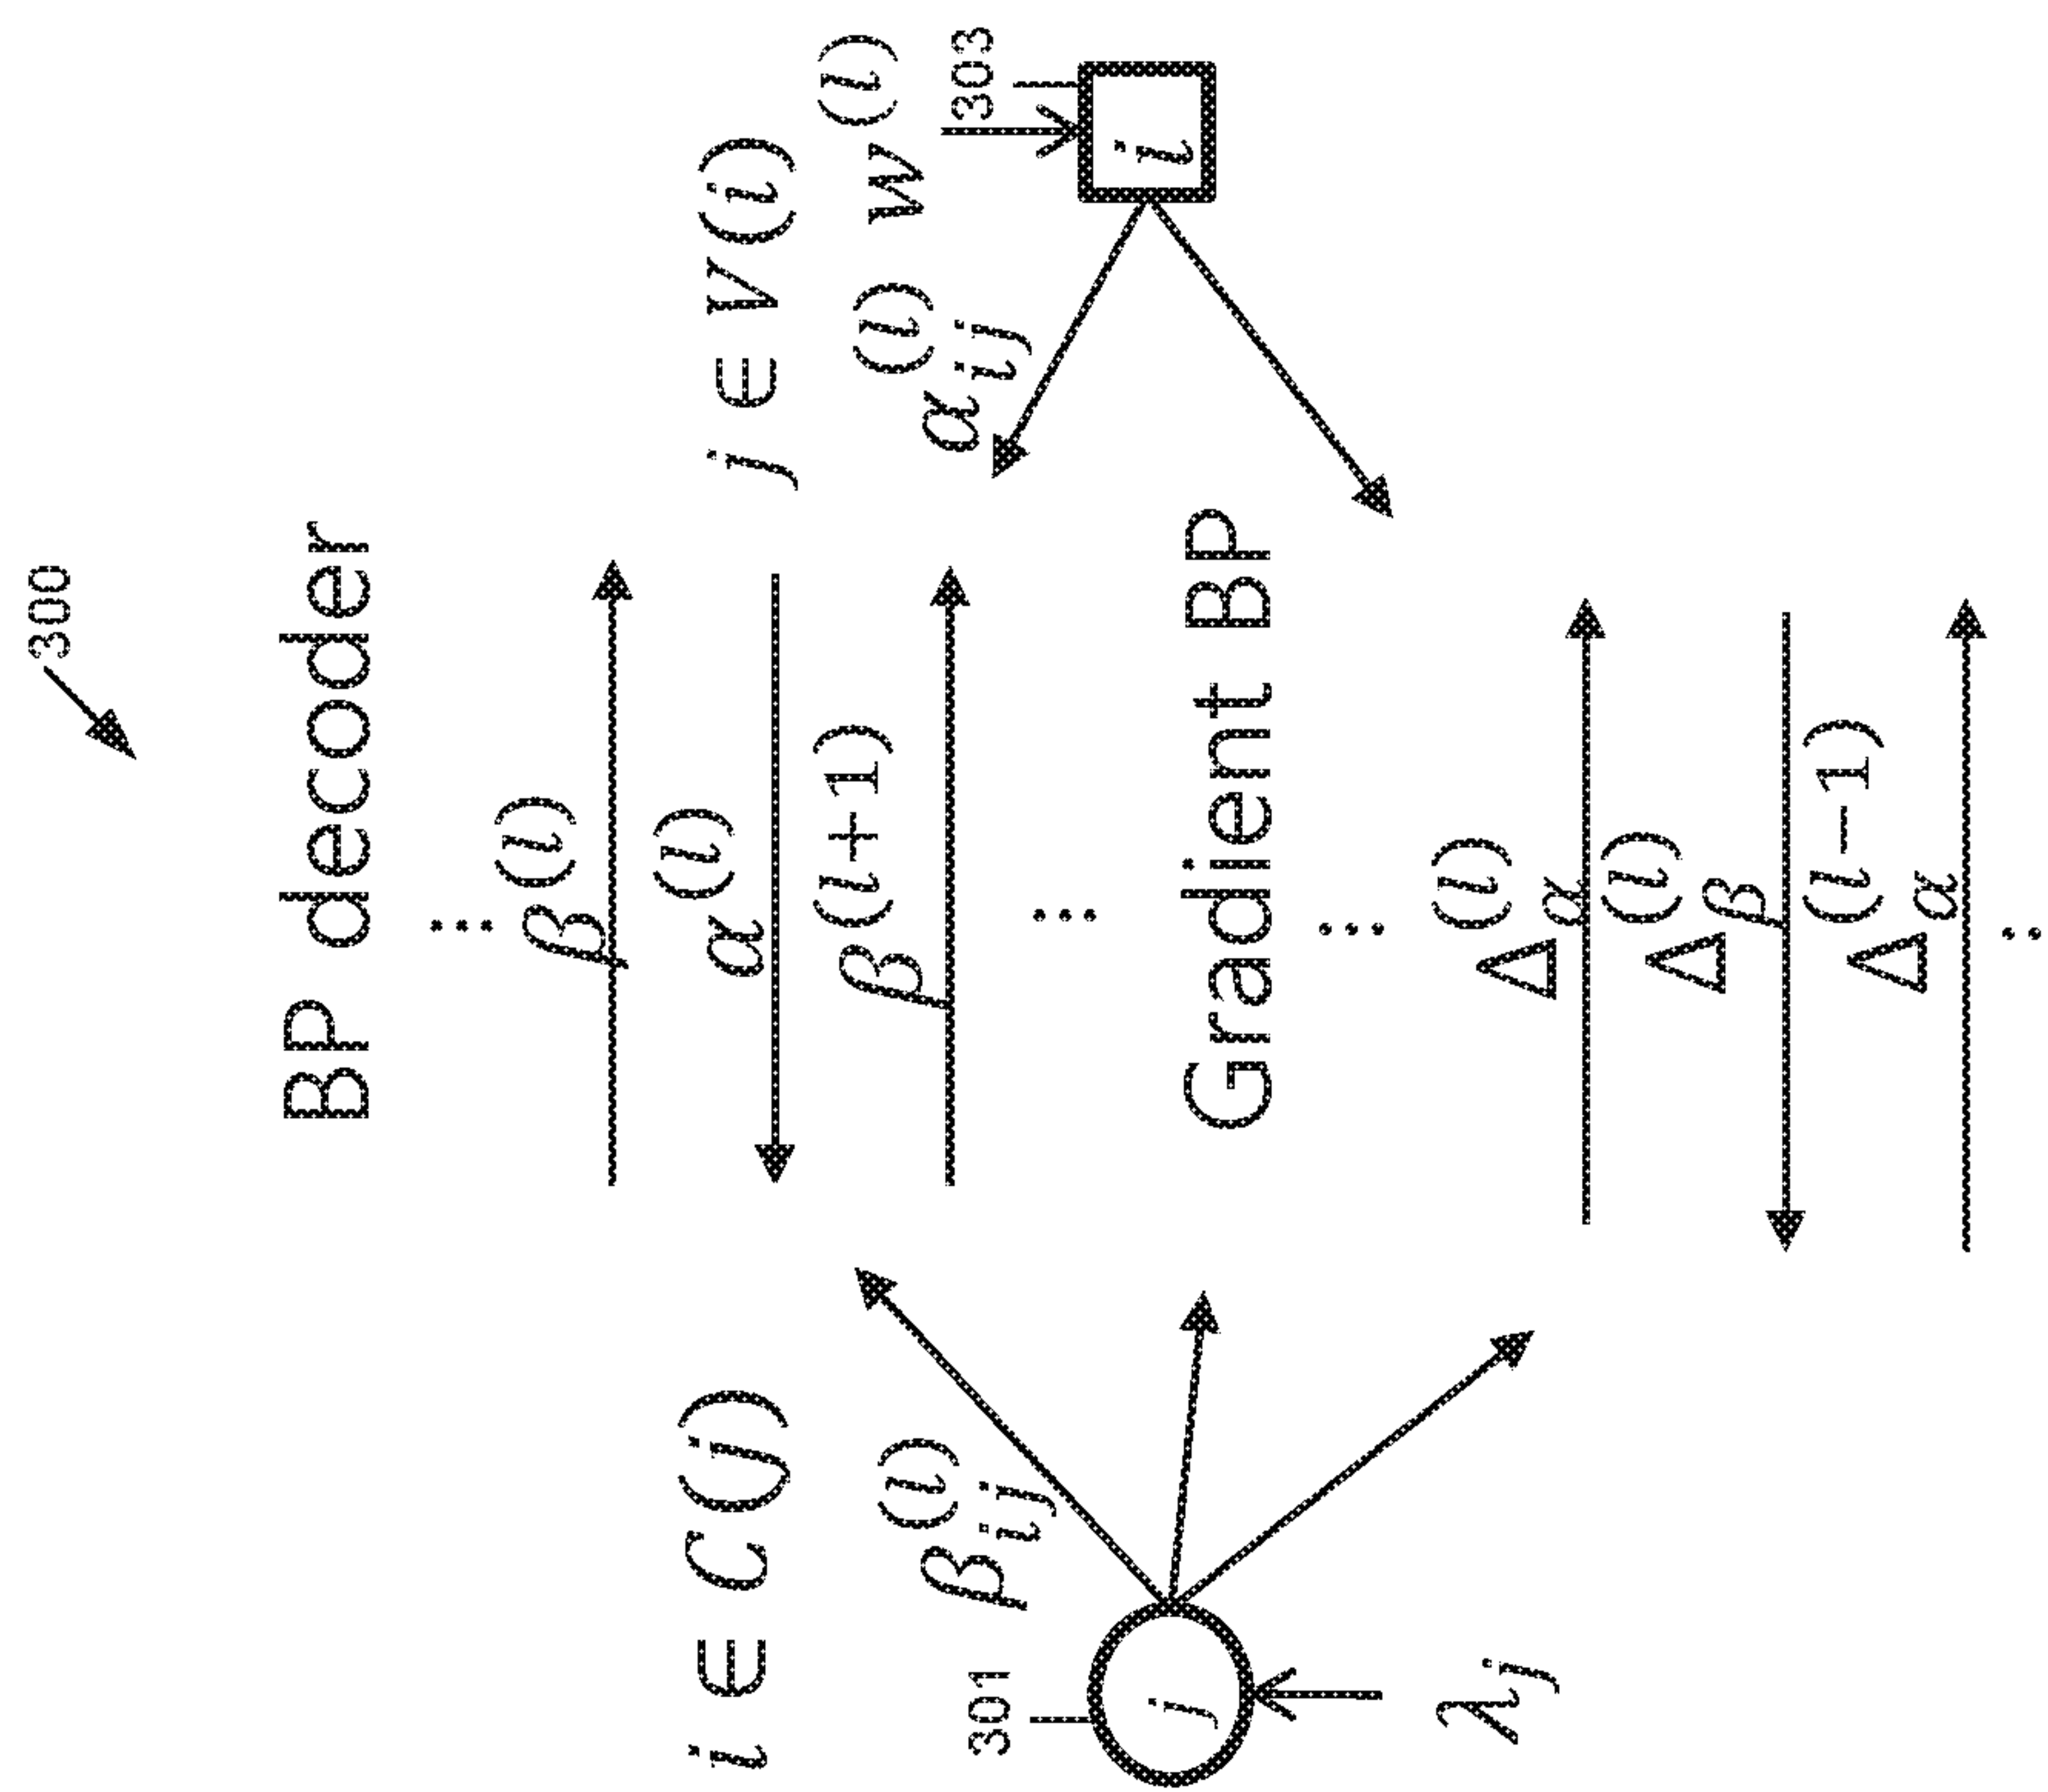 300
BP decoder
⋮
β^(l)
α^(l)
β^(l+1)
⋮
i ∈ C(j)
β_ij^(l)
301
j
λ_j
j ∈ V(i)
α_ij^(l) w^(l)
303
i
Gradient BP
⋮
Δ_α^(l)
Δ_β^(l)
Δ_α^(l−1)
⋮